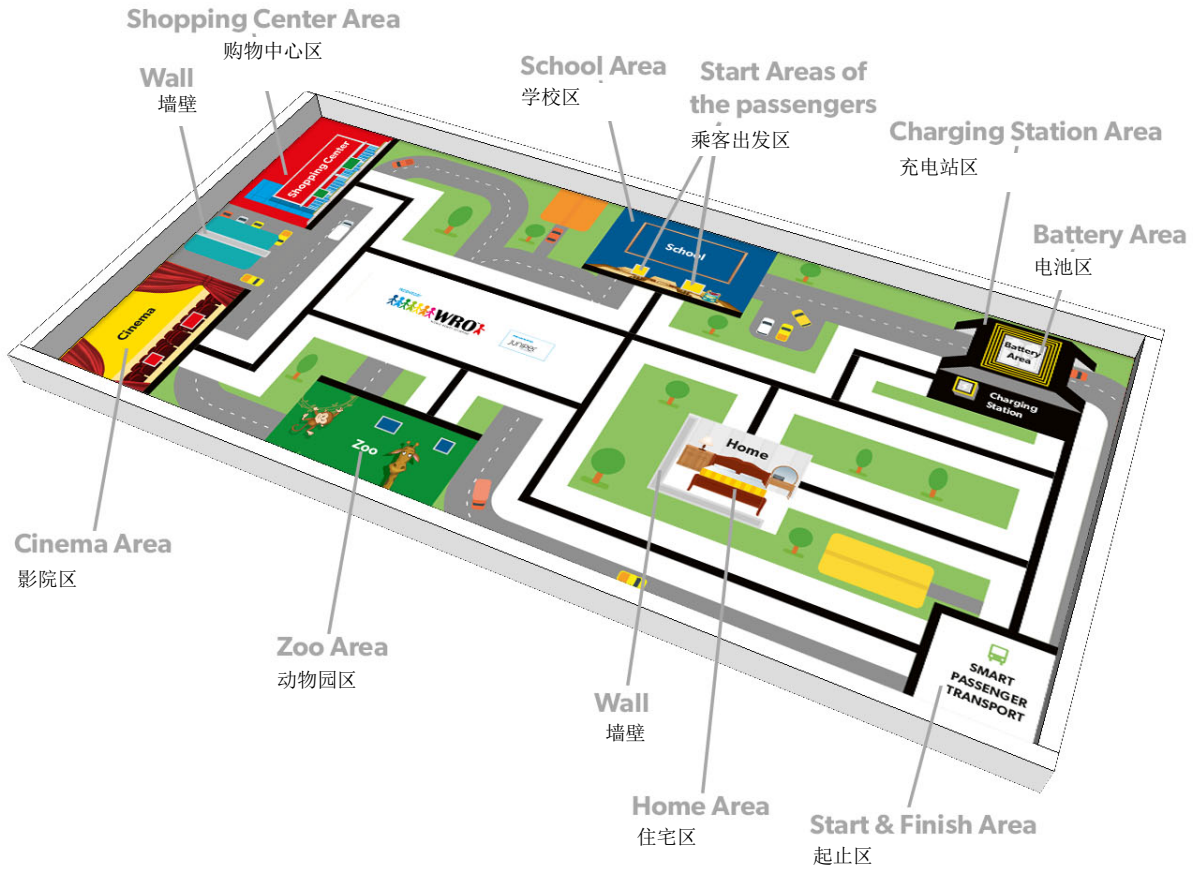 Shopping Center Area
购物中心区
Wall
墙壁
School Area
学校区
Start Areas of
the passengers
乘客出发区
Charging Station Area
充电站区
Battery Area
电池区
Shopping Center
School
Cinema
WRO
juniper
Battery
Area
Charging
Station
Zoo
Home
SMART
PASSENGER
TRANSPORT
Cinema Area
影院区
Zoo Area
动物园区
Wall
墙壁
Home Area
住宅区
Start & Finish Area
起止区